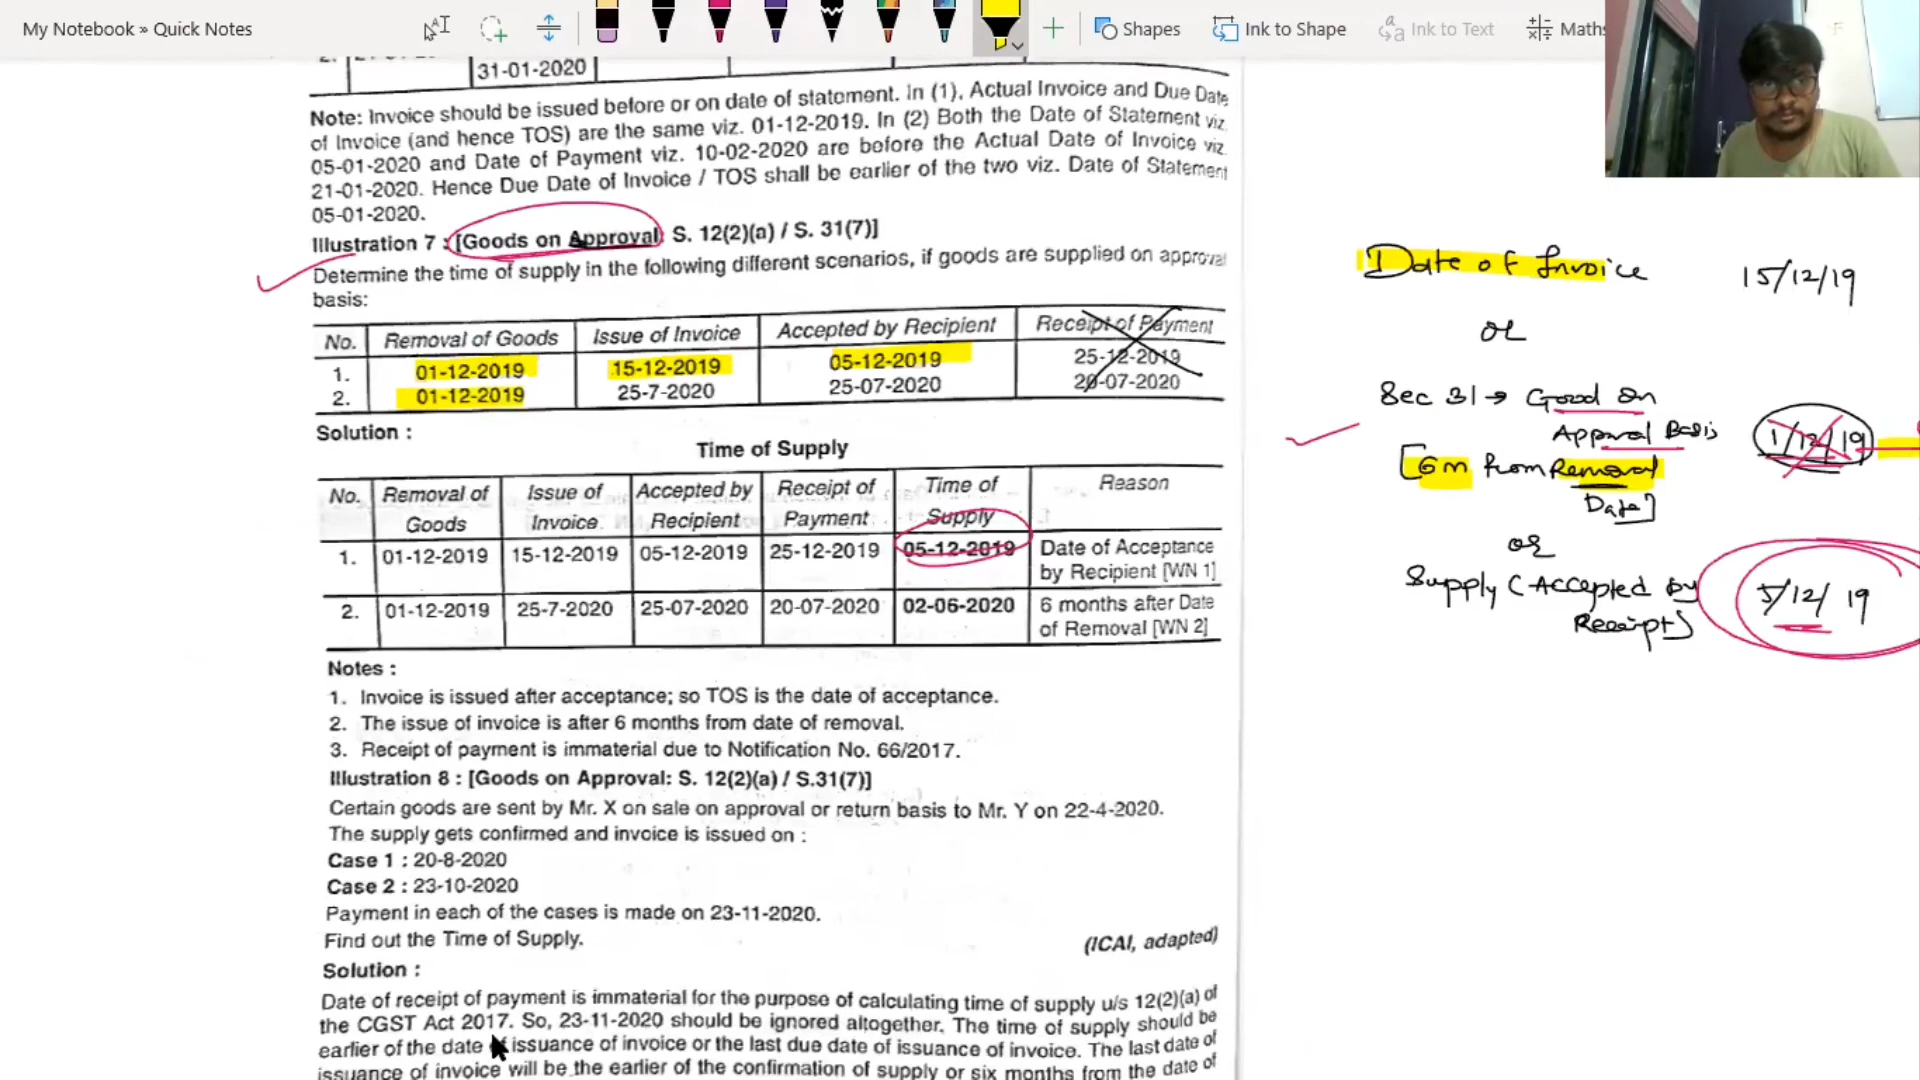 My Notebook » Quick Notes
Shapes
Ink to Shape
Ink to Text
Maths
31-01-2020
Note: Invoice should be issued before or on date of statement. In (1), Actual Invoice and Due Date
of Invoice (and hence TOS) are the same viz. 01-12-2019. In (2) Both the Date of Statement viz.
05-01-2020 and Date of Payment viz. 10-02-2020 are before the Actual Date of Invoice viz.
21-01-2020. Hence Due Date of Invoice / TOS shall be earlier of the two viz. Date of Statement
05-01-2020.
Illustration 7 : [Goods on Approval: S. 12(2)(a) / S. 31(7)]
Determine the time of supply in the following different scenarios, if goods are supplied on approval
basis:
No. Removal of Goods Issue of Invoice Accepted by Recipient Receipt of Payment
1. 01-12-2019 15-12-2019 05-12-2019 25-12-2019
2. 01-12-2019 25-7-2020 25-07-2020 20-07-2020
Solution :
Time of Supply
No. Removal of Goods Issue of Invoice Accepted by Recipient Receipt of Payment Time of Supply Reason
1. 01-12-2019 15-12-2019 05-12-2019 25-12-2019 05-12-2019 Date of Acceptance
by Recipient [WN 1]
2. 01-12-2019 25-7-2020 25-07-2020 20-07-2020 02-06-2020 6 months after Date
of Removal [WN 2]
Notes :
1. Invoice is issued after acceptance; so TOS is the date of acceptance.
2. The issue of invoice is after 6 months from date of removal.
3. Receipt of payment is immaterial due to Notification No. 66/2017.
Illustration 8 : [Goods on Approval: S. 12(2)(a) / S.31(7)]
Certain goods are sent by Mr. X on sale on approval or return basis to Mr. Y on 22-4-2020.
The supply gets confirmed and invoice is issued on :
Case 1 : 20-8-2020
Case 2 : 23-10-2020
Payment in each of the cases is made on 23-11-2020.
Find out the Time of Supply.
(ICAI, adapted)
Solution :
Date of receipt of payment is immaterial for the purpose of calculating time of supply u/s 12(2)(a) of
the CGST Act 2017. So, 23-11-2020 should be ignored altogether. The time of supply should be
earlier of the date of issuance of invoice or the last due date of issuance of invoice. The last date of
issuance of invoice will be the earlier of the confirmation of supply or six months from the date of
Date of Invoice 15/12/19
or
Sec 31 → Good on
Appraval Basis 1/12/19
[6m from Removal
Date]
or
Supply (Accepted by 5/12/19
Receipt)